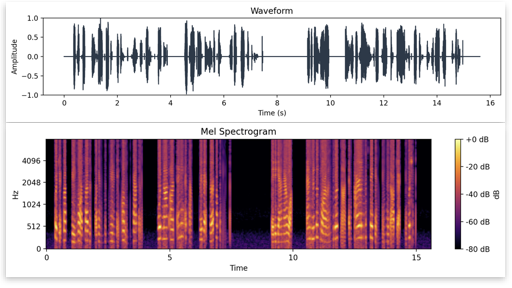 Waveform
1.0
0.5
0.0
−0.5
−1.0
Amplitude
0 2 4 6 8 10 12 14 16
Time (s)
Mel Spectrogram
4096
2048
1024
512
0
Hz
0 5 10 15
Time
+0 dB
-20 dB
-40 dB
-60 dB
-80 dB
dB